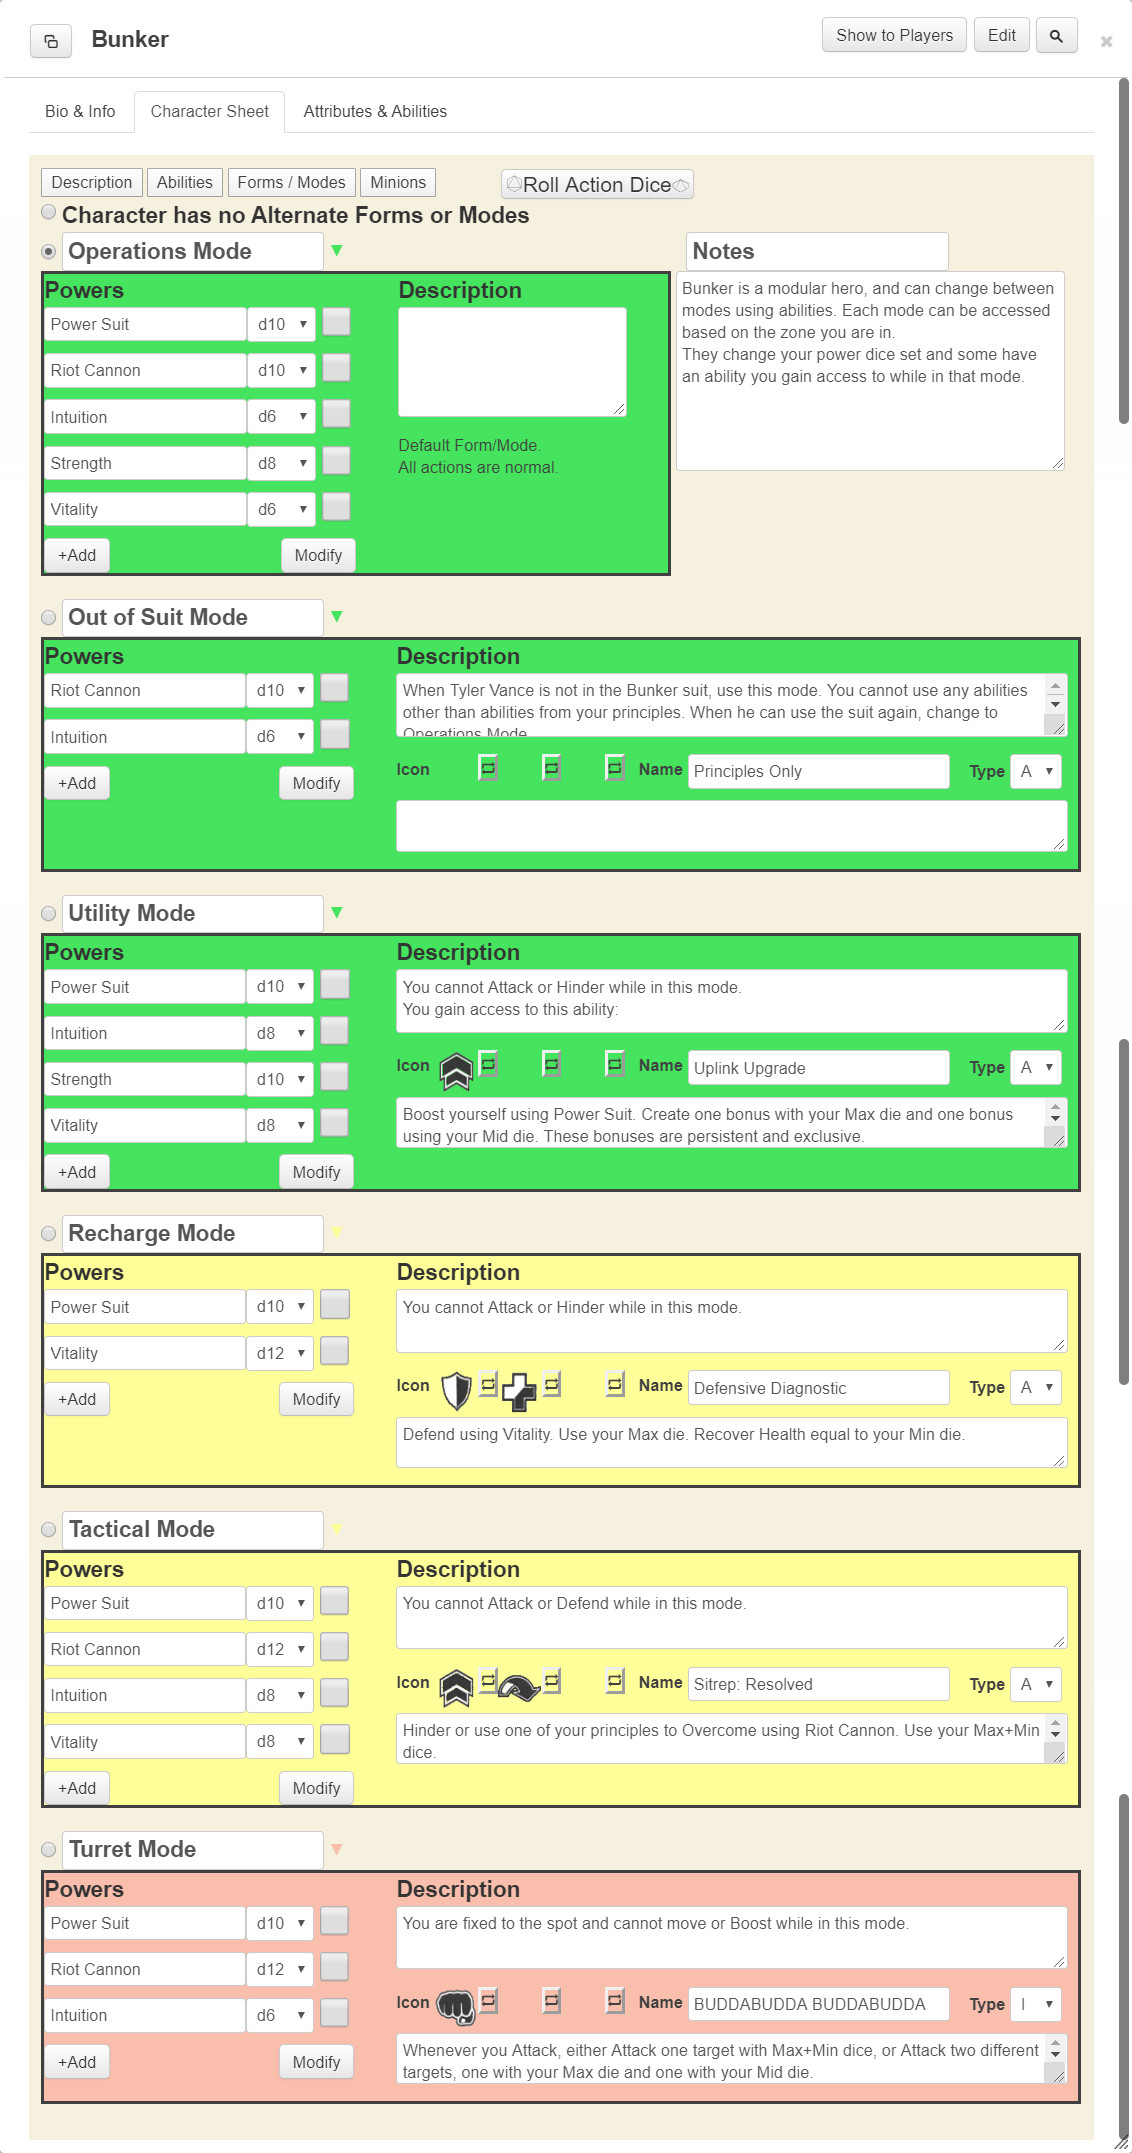 Bunker
Show to Players
Edit
Bio & Info
Character Sheet
Attributes & Abilities
Description
Abilities
Forms / Modes
Minions
Roll Action Dice
Character has no Alternate Forms or Modes
Operations Mode
Notes
Powers
Description
Power Suit d10
Riot Cannon d10
Intuition d6
Strength d8
Vitality d6
+Add
Modify
Default Form/Mode.
All actions are normal.
Bunker is a modular hero, and can change between
modes using abilities. Each mode can be accessed
based on the zone you are in.
They change your power dice set and some have
an ability you gain access to while in that mode.
Out of Suit Mode
Powers
Description
Riot Cannon d10
Intuition d6
+Add
Modify
When Tyler Vance is not in the Bunker suit, use this mode. You cannot use any abilities
other than abilities from your principles. When he can use the suit again, change to
Operations Mode
Icon
Name Principles Only
Type A
Utility Mode
Powers
Description
Power Suit d10
Intuition d8
Strength d10
Vitality d8
+Add
Modify
You cannot Attack or Hinder while in this mode.
You gain access to this ability:
Icon
Name Uplink Upgrade
Type A
Boost yourself using Power Suit. Create one bonus with your Max die and one bonus
using your Mid die. These bonuses are persistent and exclusive.
Recharge Mode
Powers
Description
Power Suit d10
Vitality d12
+Add
Modify
You cannot Attack or Hinder while in this mode.
Icon
Name Defensive Diagnostic
Type A
Defend using Vitality. Use your Max die. Recover Health equal to your Min die.
Tactical Mode
Powers
Description
Power Suit d10
Riot Cannon d12
Intuition d8
Vitality d8
+Add
Modify
You cannot Attack or Defend while in this mode.
Icon
Name Sitrep: Resolved
Type A
Hinder or use one of your principles to Overcome using Riot Cannon. Use your Max+Min
dice.
Turret Mode
Powers
Description
Power Suit d10
Riot Cannon d12
Intuition d6
+Add
Modify
You are fixed to the spot and cannot move or Boost while in this mode.
Icon
Name BUDDABUDDA BUDDABUDDA
Type I
Whenever you Attack, either Attack one target with Max+Min dice, or Attack two different
targets, one with your Max die and one with your Mid die.